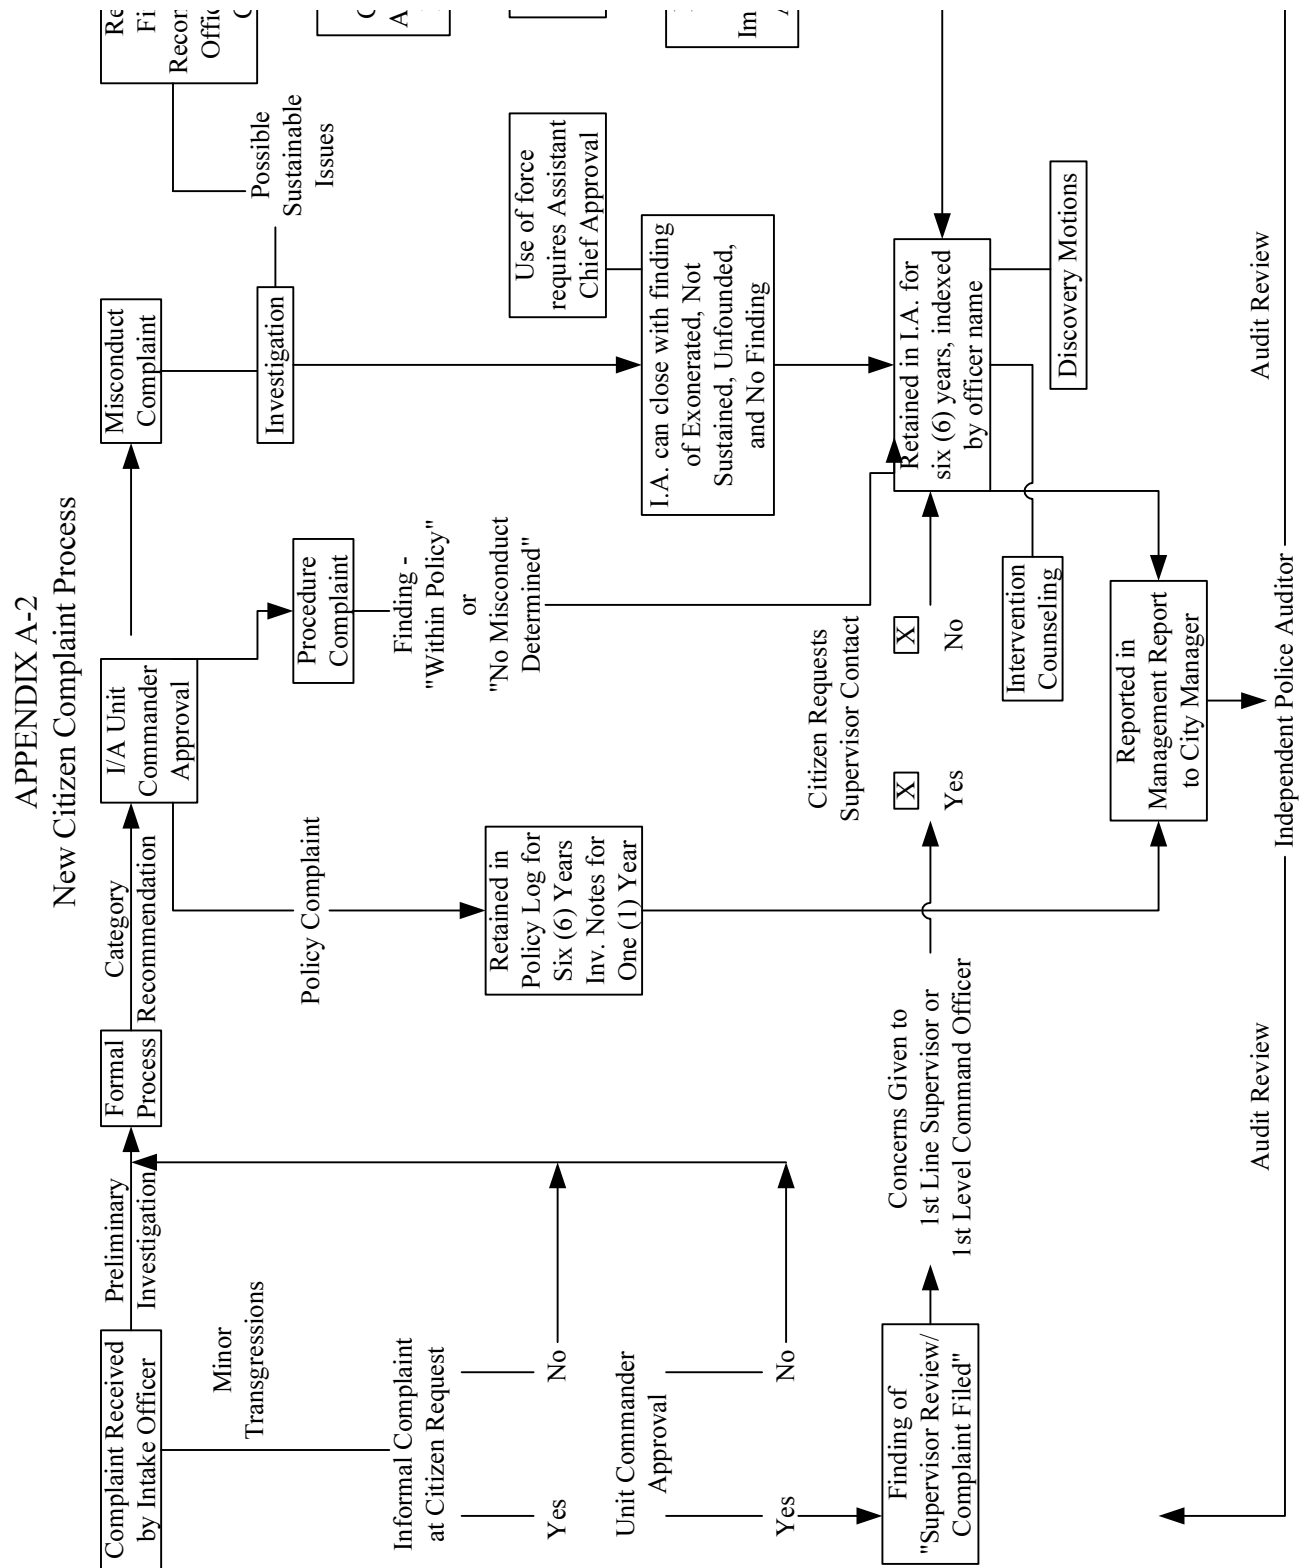 APPENDIX A-2
New Citizen Complaint Process
Complaint Received
by Intake Officer
Preliminary
Investigation
Formal
Process
Category
Recommendation
I/A Unit
Commander
Approval
Misconduct
Complaint
Minor
Transgressions
Policy Complaint
Procedure
Complaint
Investigation
Possible
Sustainable
Issues
Informal Complaint
at Citizen Request
Yes
No
Retained in
Policy Log for
Six (6) Years
Inv. Notes for
One (1) Year
Finding -
"Within Policy"
or
"No Misconduct
Determined"
Use of force
requires Assistant
Chief Approval
Unit Commander
Approval
Yes
No
I.A. can close with finding
of Exonerated, Not
Sustained, Unfounded,
and No Finding
Finding of
"Supervisor Review/
Complaint Filed"
Concerns Given to
1st Line Supervisor or
1st Level Command Officer
Citizen Requests
Supervisor Contact
X
Yes
X
No
Retained in I.A. for
six (6) years, indexed
by officer name
Intervention
Counseling
Discovery Motions
Reported in
Management Report
to City Manager
Audit Review
Independent Police Auditor
Audit Review